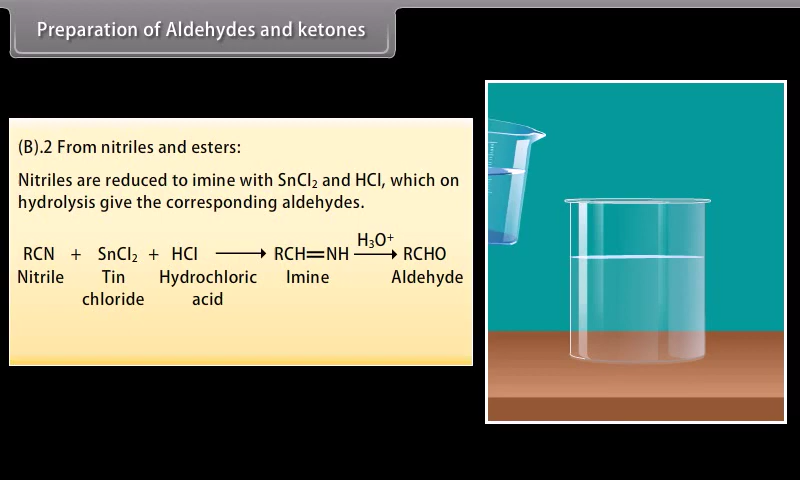 Preparation of Aldehydes and ketones
(B).2 From nitriles and esters:
Nitriles are reduced to imine with SnCl₂ and HCl, which on
hydrolysis give the corresponding aldehydes.
RCN + SnCl₂ + HCl ⟶ RCH=NH H₃O⁺⟶ RCHO
Nitrile Tin Hydrochloric Imine Aldehyde
chloride acid